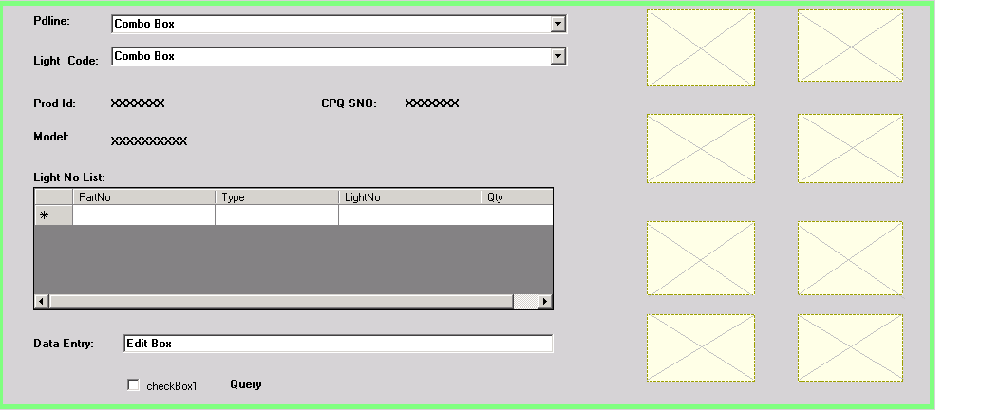 Pdline: Combo Box
Light Code: Combo Box
Prod Id: XXXXXXX CPQ SNO: XXXXXXX
Model: XXXXXXXXXX
Light No List:
PartNo Type LightNo Qty
*
Data Entry: Edit Box
checkBox1 Query